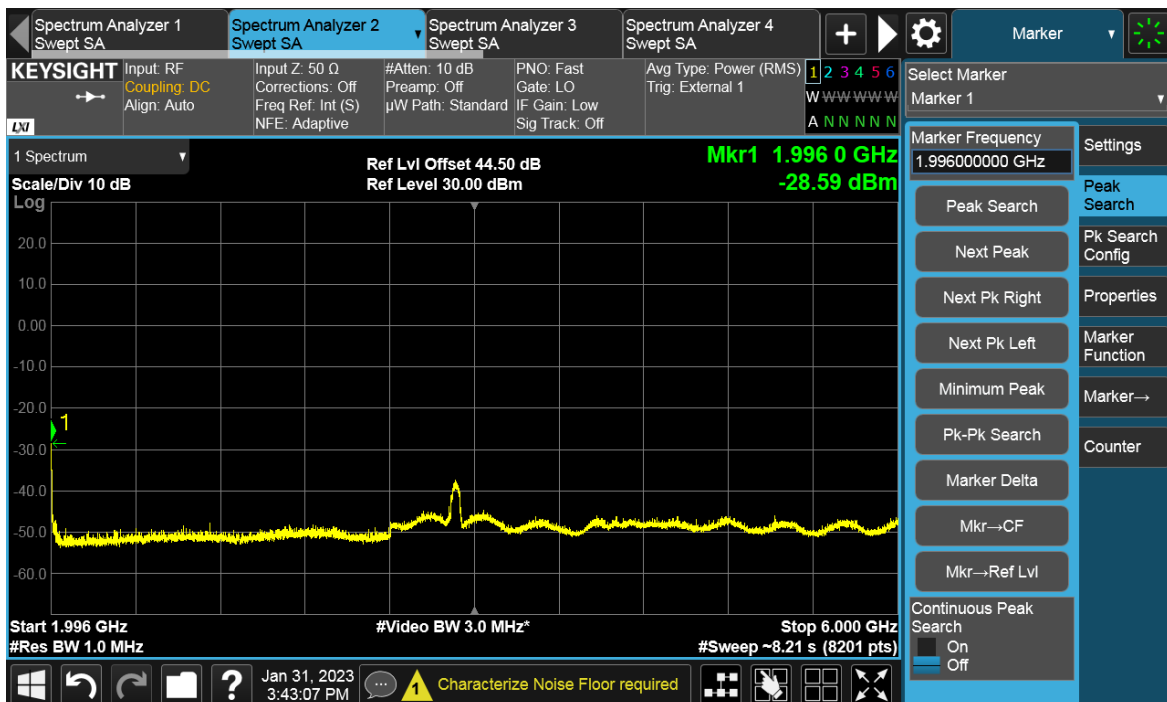 Spectrum Analyzer 1
Swept SA
Spectrum Analyzer 2
Swept SA
Spectrum Analyzer 3
Swept SA
Spectrum Analyzer 4
Swept SA
+
Marker
KEYSIGHT
LXI
Input: RF
Coupling: DC
Align: Auto
Input Z: 50 Ω
Corrections: Off
Freq Ref: Int (S)
NFE: Adaptive
#Atten: 10 dB
Preamp: Off
µW Path: Standard
PNO: Fast
Gate: LO
IF Gain: Low
Sig Track: Off
Avg Type: Power (RMS)
Trig: External 1
1 2 3 4 5 6
W W W W W W
A N N N N N
Select Marker
Marker 1
1 Spectrum
Scale/Div 10 dB
Log
Ref Lvl Offset 44.50 dB
Ref Level 30.00 dBm
Mkr1 1.996 0 GHz
-28.59 dBm
20.0
10.0
0.00
-10.0
-20.0
-30.0
-40.0
-50.0
-60.0
1
Start 1.996 GHz
#Res BW 1.0 MHz
#Video BW 3.0 MHz*
Stop 6.000 GHz
#Sweep ~8.21 s (8201 pts)
Marker Frequency
1.996000000 GHz
Peak Search
Next Peak
Next Pk Right
Next Pk Left
Minimum Peak
Pk-Pk Search
Marker Delta
Mkr→CF
Mkr→Ref Lvl
Continuous Peak
Search
On
Off
Settings
Peak
Search
Pk Search
Config
Properties
Marker
Function
Marker→
Counter
?
Jan 31, 2023
3:43:07 PM
1
Characterize Noise Floor required